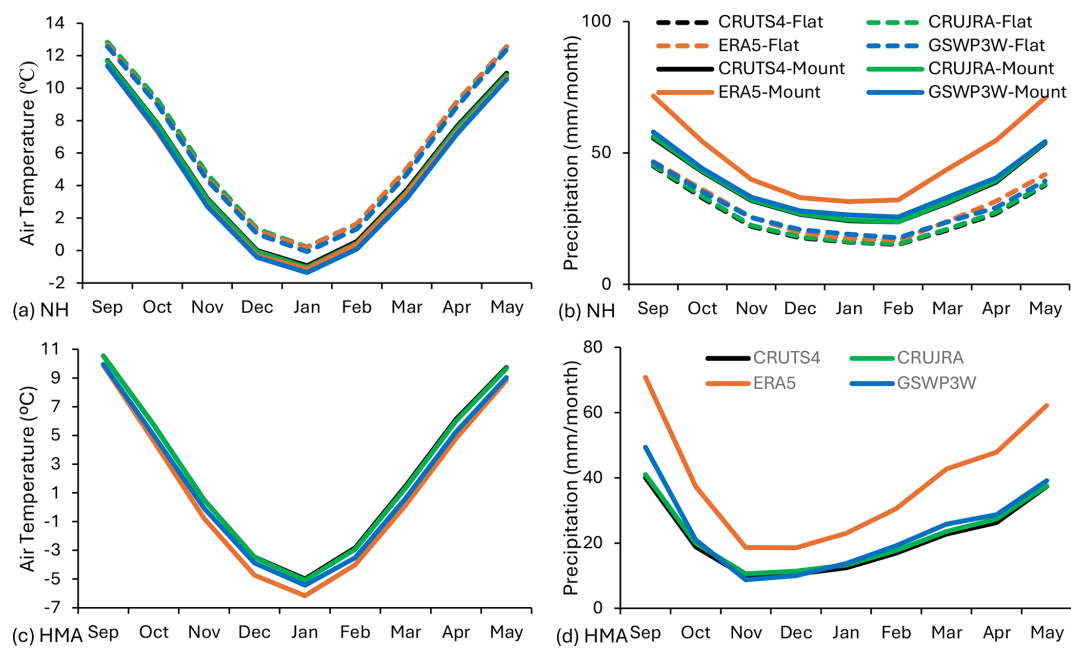 Air Temperature (ºC)
14
12
10
8
6
4
2
0
-2
(a) NH
Sep Oct Nov Dec Jan Feb Mar Apr May
Precipitation (mm/month)
100
50
0
CRUTS4-Flat CRUJRA-Flat
ERA5-Flat GSWP3W-Flat
CRUTS4-Mount CRUJRA-Mount
ERA5-Mount GSWP3W-Mount
(b) NH
Sep Oct Nov Dec Jan Feb Mar Apr May
Air Temperature (ºC)
11
9
7
5
3
1
-1
-3
-5
-7
(c) HMA
Sep Oct Nov Dec Jan Feb Mar Apr May
Precipitation (mm/month)
80
60
40
20
0
CRUTS4 CRUJRA
ERA5 GSWP3W
(d) HMA
Sep Oct Nov Dec Jan Feb Mar Apr May